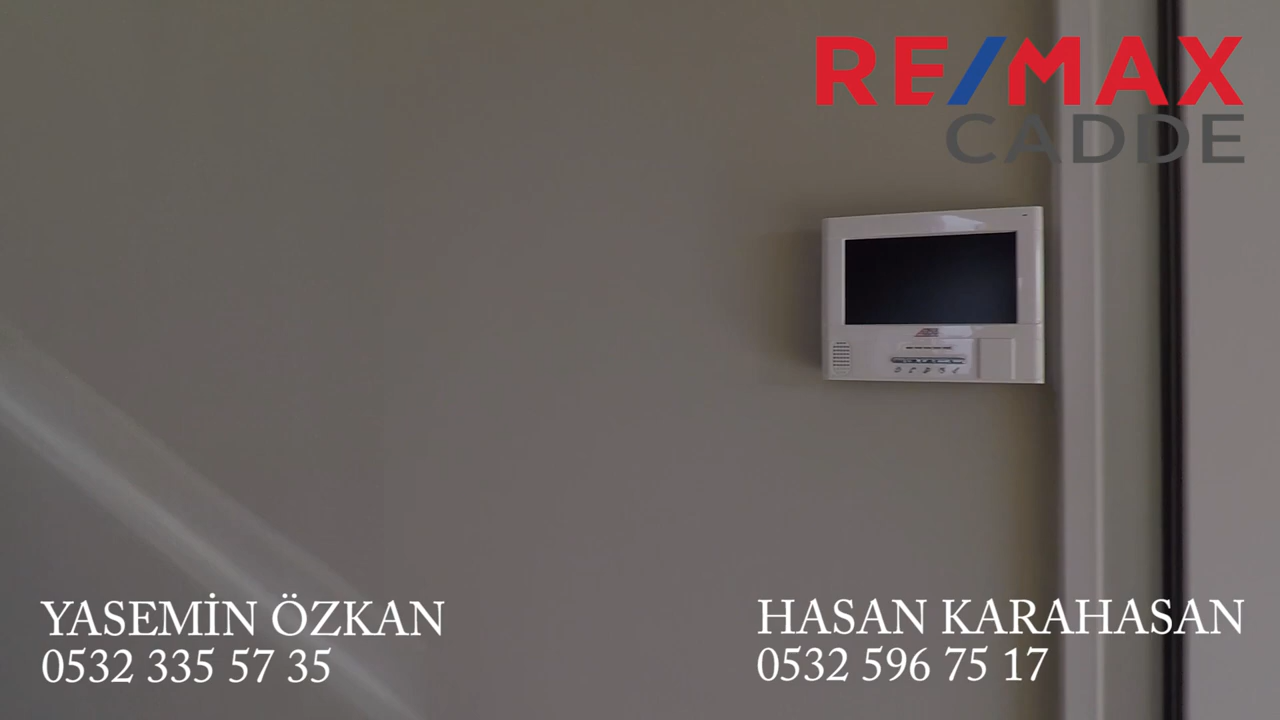 RE/MAX
CADDE
YASEMİN ÖZKAN
0532 335 57 35
HASAN KARAHASAN
0532 596 75 17